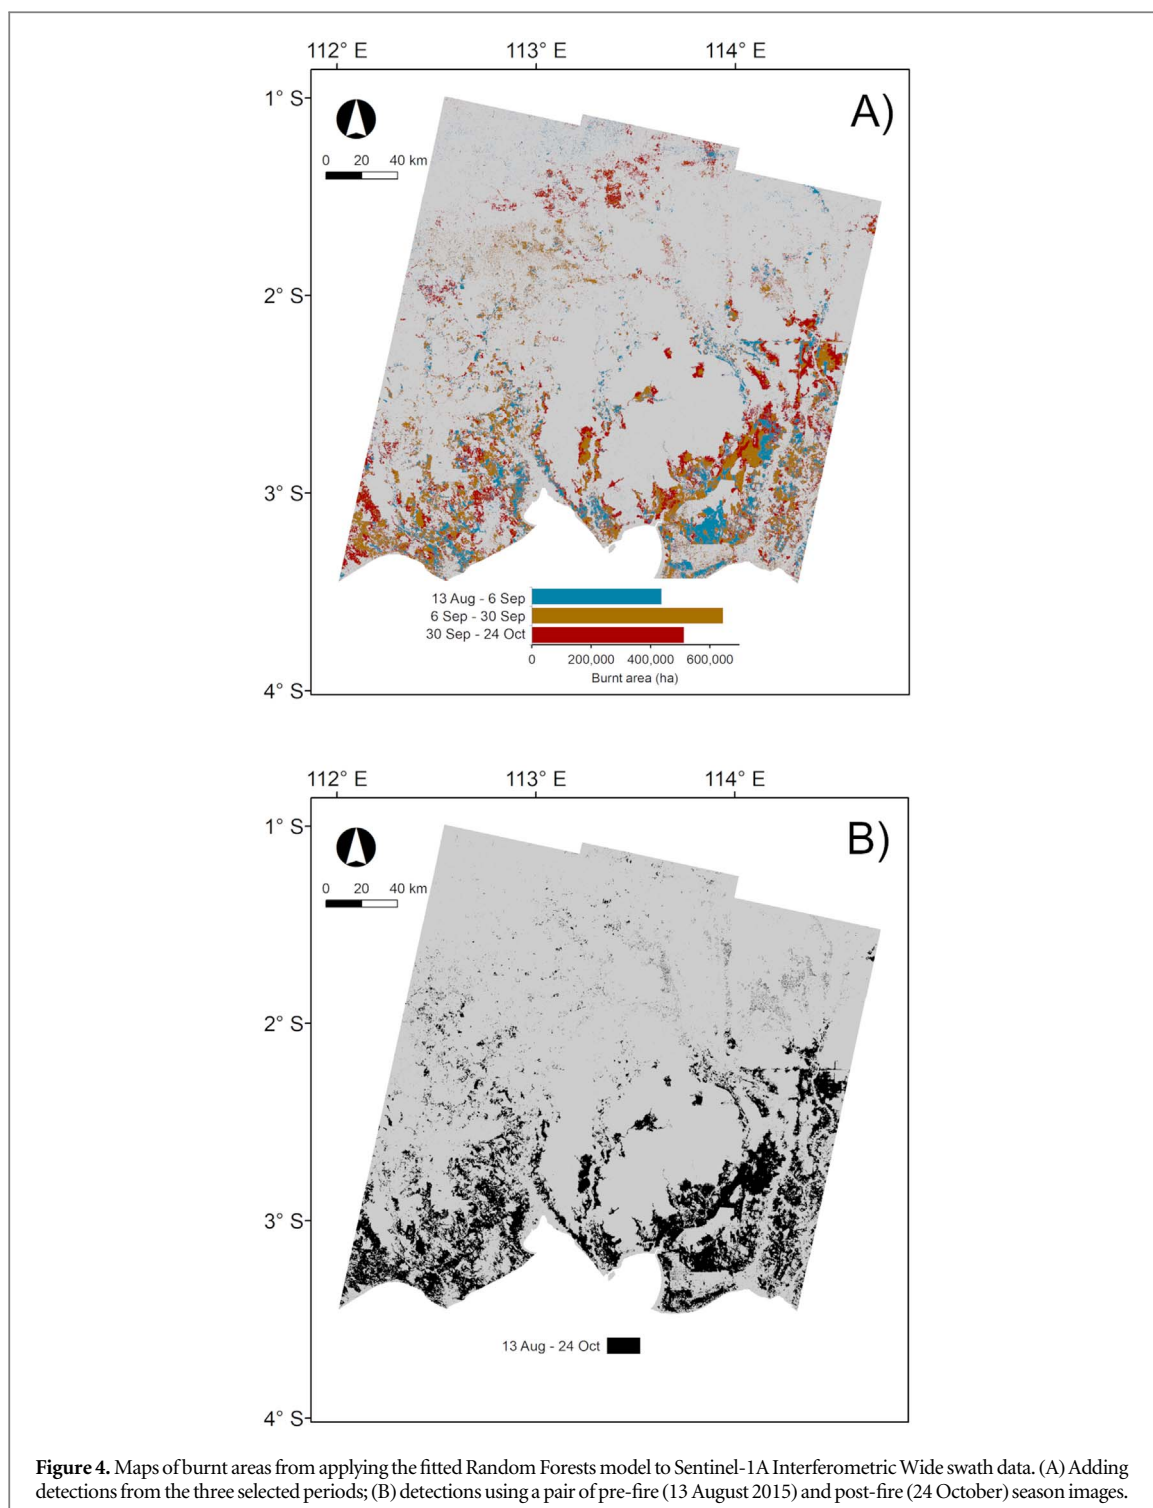 112° E 113° E 114° E
A)
1° S
0 20 40 km
2° S
3° S
13 Aug - 6 Sep
6 Sep - 30 Sep
30 Sep - 24 Oct
0 200,000 400,000 600,000
Burnt area (ha)
4° S
112° E 113° E 114° E
B)
1° S
0 20 40 km
2° S
3° S
13 Aug - 24 Oct
4° S
Figure 4. Maps of burnt areas from applying the fitted Random Forests model to Sentinel-1A Interferometric Wide swath data. (A) Adding
detections from the three selected periods; (B) detections using a pair of pre-fire (13 August 2015) and post-fire (24 October) season images.